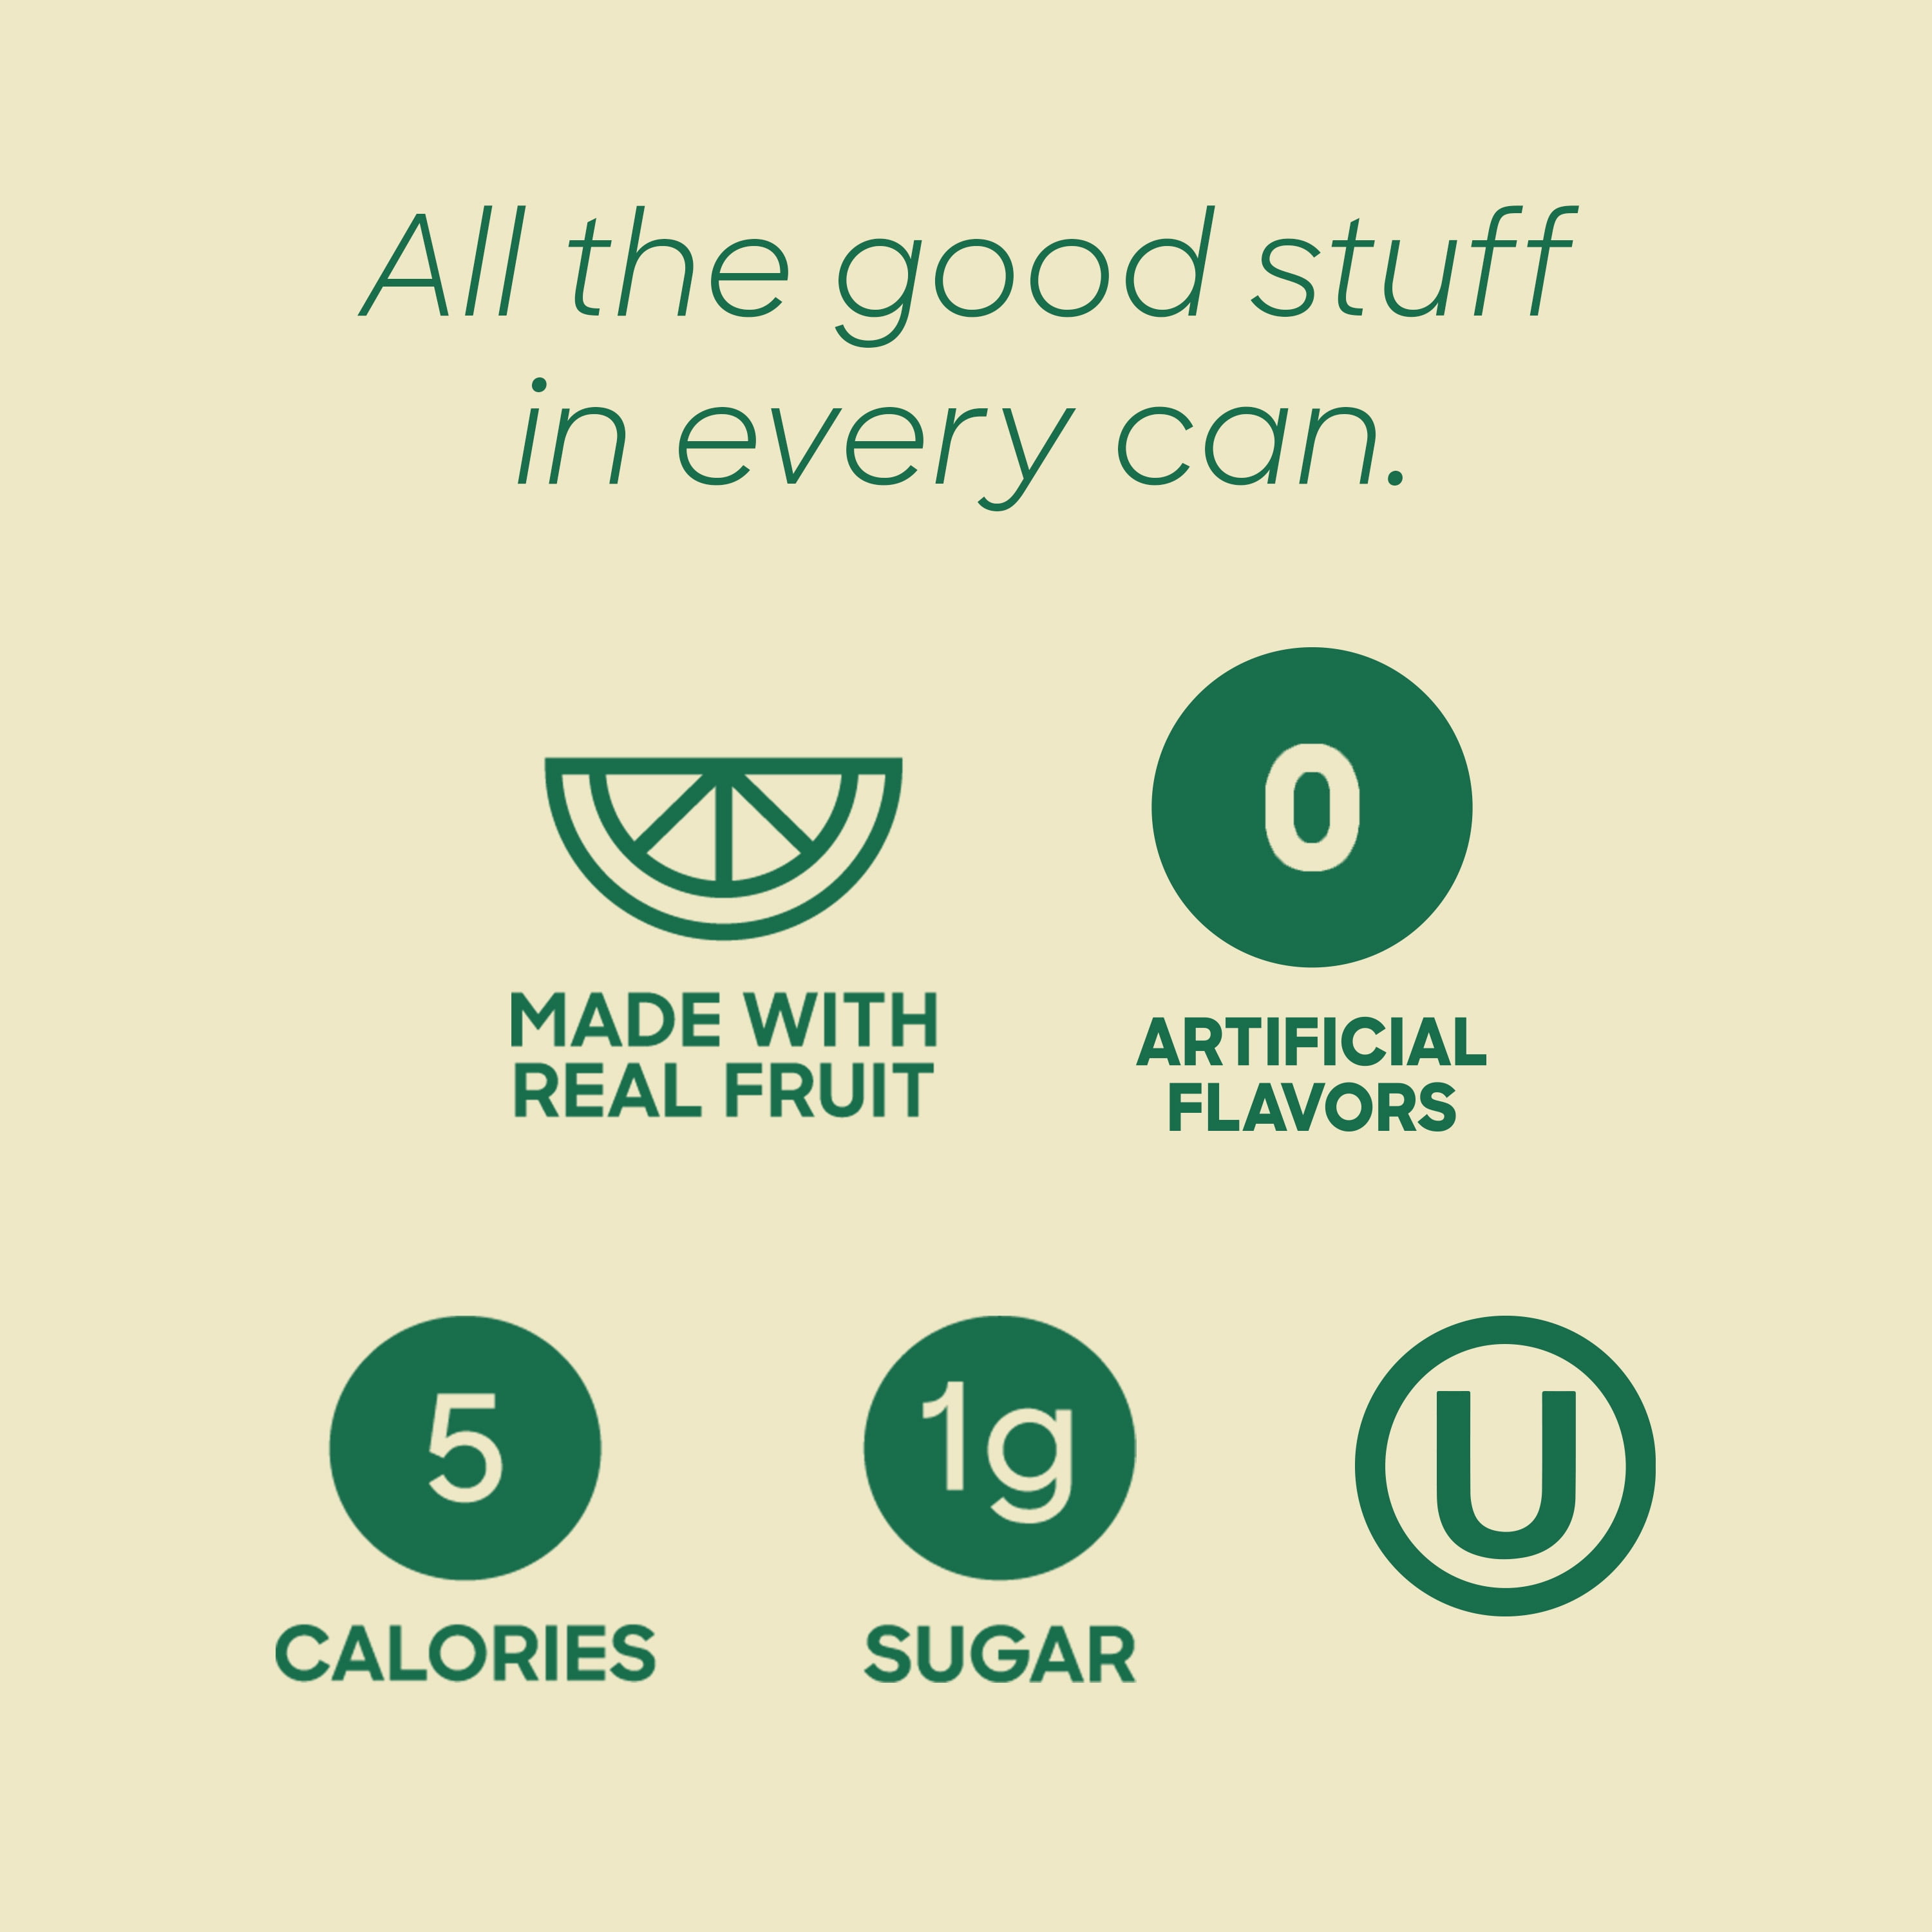 All the good stuff
in every can.
MADE WITH
REAL FRUIT
0
ARTIFICIAL
FLAVORS
5
CALORIES
1g
SUGAR
U